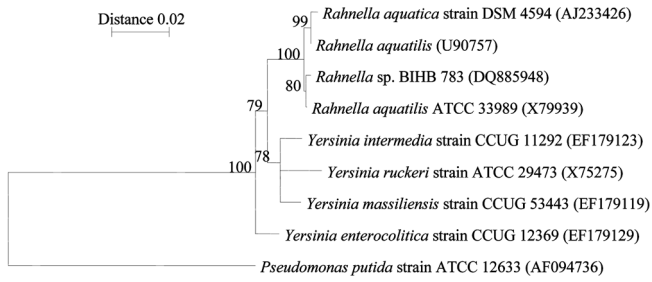 Distance 0.02
99
Rahnella aquatica strain DSM 4594 (AJ233426)
Rahnella aquatilis (U90757)
100
Rahnella sp. BIHB 783 (DQ885948)
80
Rahnella aquatilis ATCC 33989 (X79939)
79
Yersinia intermedia strain CCUG 11292 (EF179123)
78
Yersinia ruckeri strain ATCC 29473 (X75275)
100
Yersinia massiliensis strain CCUG 53443 (EF179119)
Yersinia enterocolitica strain CCUG 12369 (EF179129)
Pseudomonas putida strain ATCC 12633 (AF094736)